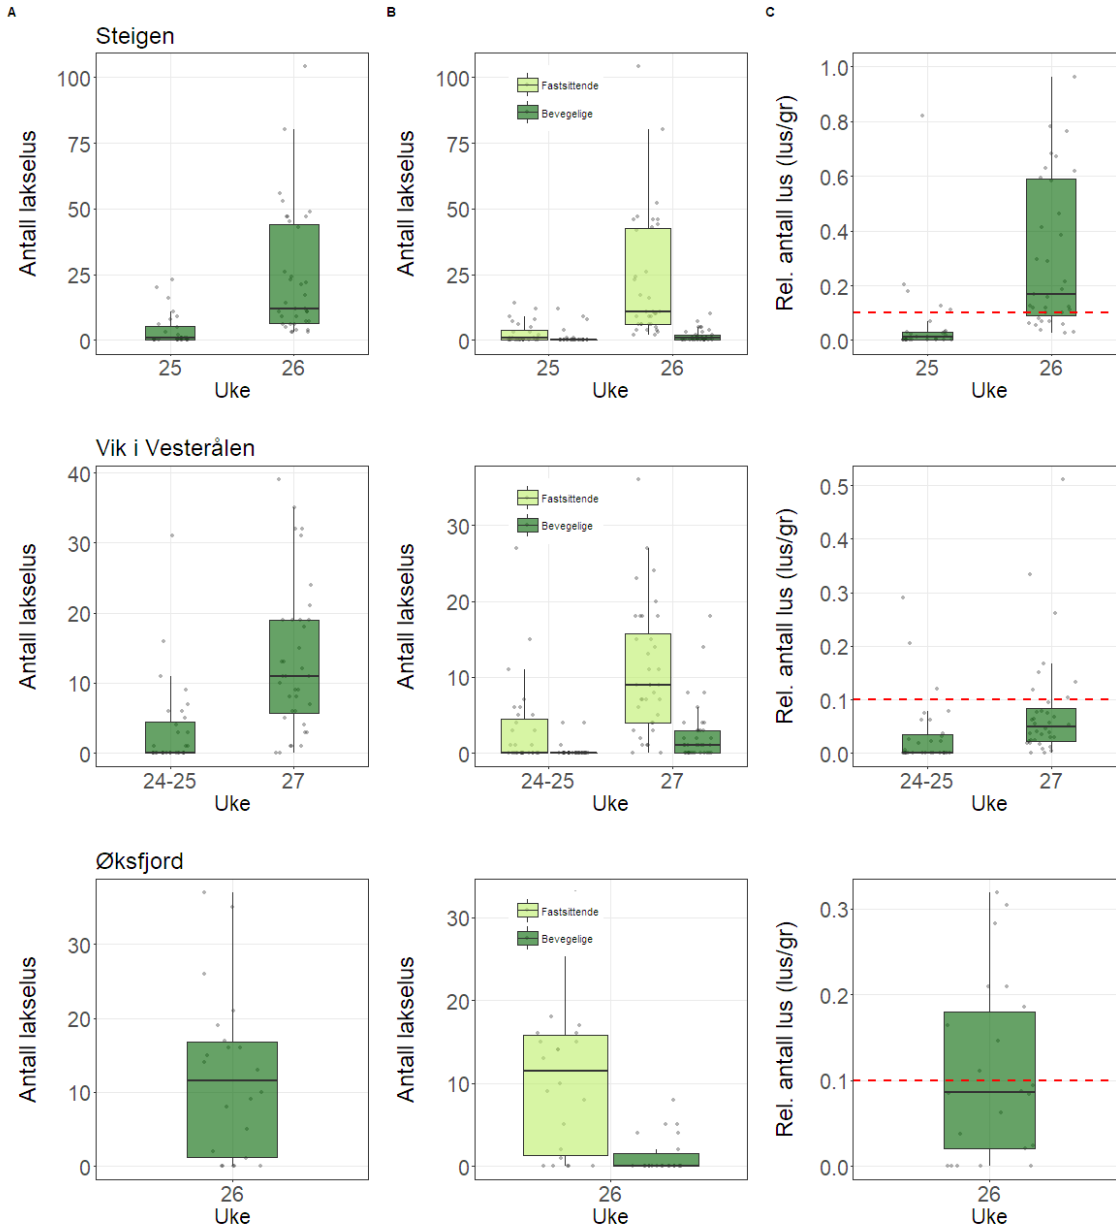 A
B
C
Steigen
Antall lakselus
100
75
50
25
0
25
26
Uke
Antall lakselus
100
75
50
25
0
Fastsittende
Bevegelige
25
26
Uke
Rel. antall lus (lus/gr)
1.0
0.8
0.6
0.4
0.2
0.0
25
26
Uke
Vik i Vesterålen
Antall lakselus
40
30
20
10
0
24-25
27
Uke
Antall lakselus
30
20
10
0
Fastsittende
Bevegelige
24-25
27
Uke
Rel. antall lus (lus/gr)
0.5
0.4
0.3
0.2
0.1
0.0
24-25
27
Uke
Øksfjord
Antall lakselus
30
20
10
0
26
Uke
Antall lakselus
30
20
10
0
Fastsittende
Bevegelige
26
Uke
Rel. antall lus (lus/gr)
0.3
0.2
0.1
0.0
26
Uke